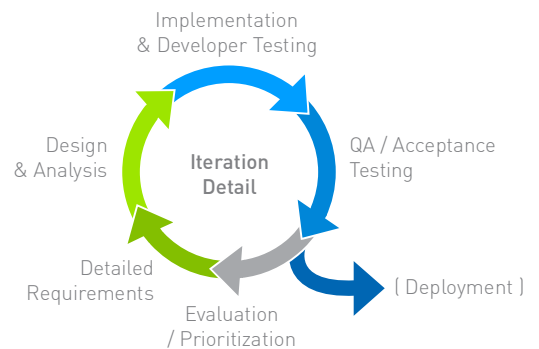 Implementation
& Developer Testing
Design
& Analysis
Iteration
Detail
QA / Acceptance
Testing
Detailed
Requirements
( Deployment )
Evaluation
/ Prioritization